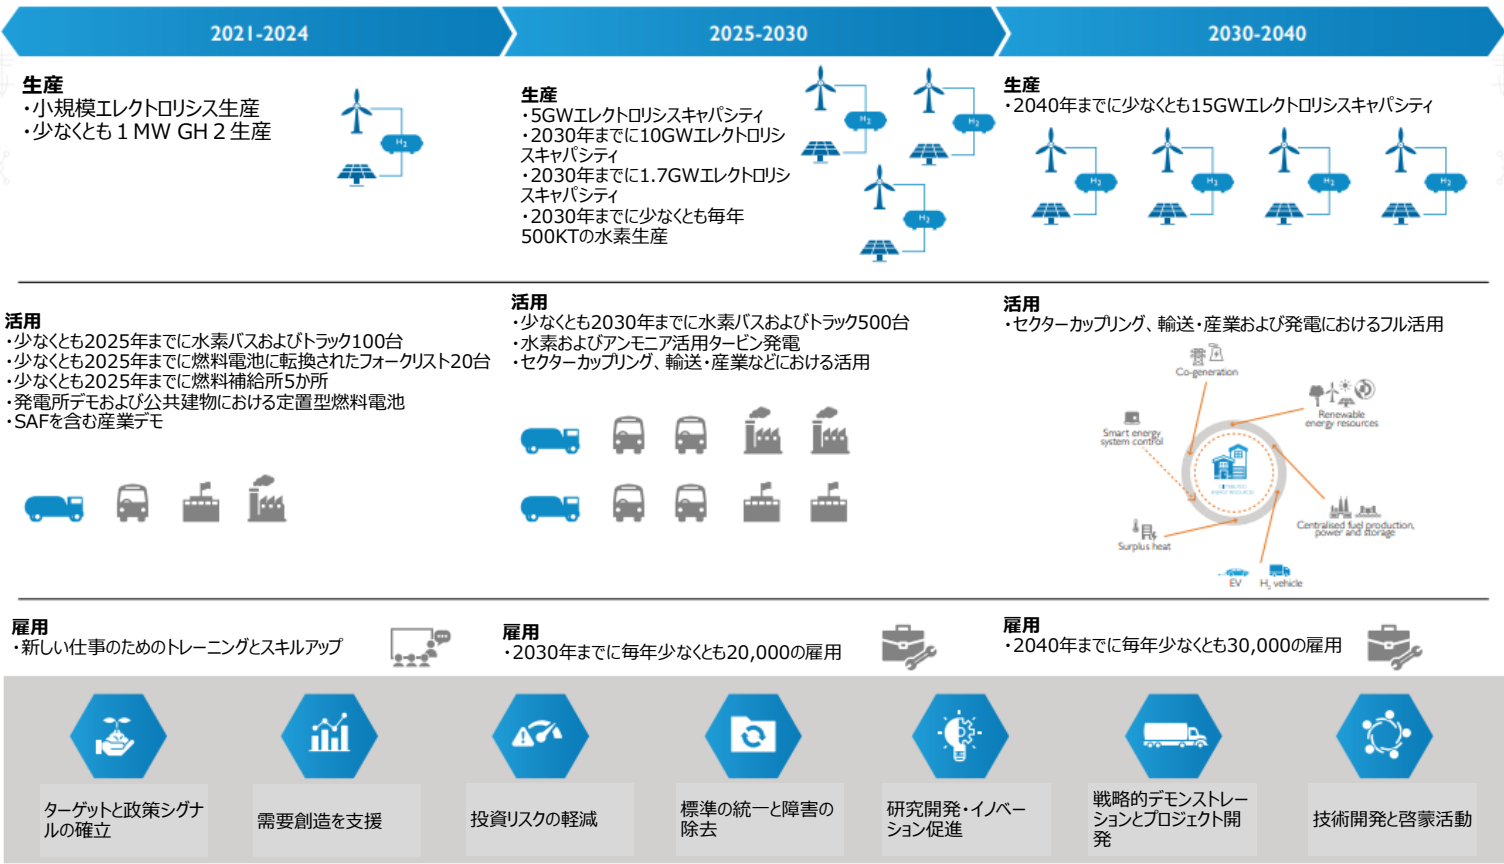 2021-2024
2025-2030
2030-2040
生産
・小規模エレクトロリシス生産
・少なくとも1MW GH2生産
H2
生産
・5GWエレクトロリシスキャパシティ
・2030年までに10GWエレクトロリシ
スキャパシティ
・2030年までに1.7GWエレクトロリシ
スキャパシティ
・2030年までに少なくとも毎年
500KTの水素生産
H2
H2
H2
生産
・2040年までに少なくとも15GWエレクトロリシスキャパシティ
H2
H2
H2
H2
活用
・少なくとも2025年までに水素バスおよびトラック100台
・少なくとも2025年までに燃料電池に転換されたフォークリスト20台
・少なくとも2025年までに燃料補給所5か所
・発電所デモおよび公共建物における定置型燃料電池
・SAFを含む産業デモ
活用
・少なくとも2030年までに水素バスおよびトラック500台
・水素およびアンモニア活用タービン発電
・セクターカップリング、輸送・産業などにおける活用
活用
・セクターカップリング、輸送・産業および発電におけるフル活用
Co-generation
Renewable
energy resources
Smart energy
system control
Centralised fuel production,
power and storage
Surplus heat
EV
H2 vehicle
雇用
・新しい仕事のためのトレーニングとスキルアップ
雇用
・2030年までに毎年少なくとも20,000の雇用
雇用
・2040年までに毎年少なくとも30,000の雇用
ターゲットと政策シグナ
ルの確立
需要創造を支援
投資リスクの軽減
標準の統一と障害の
除去
研究開発・イノベー
ション促進
戦略的デモンストレー
ションとプロジェクト開
発
技術開発と啓蒙活動